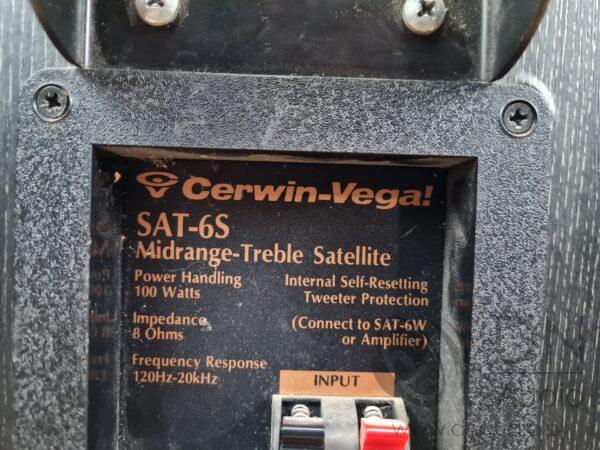 Cerwin-Vega!
SAT-6S
Midrange-Treble Satellite
Power Handling
100 Watts
Internal Self-Resetting
Tweeter Protection
Impedance
8 Ohms
(Connect to SAT-6W
or Amplifier)
Frequency Response
120Hz-20kHz
INPUT